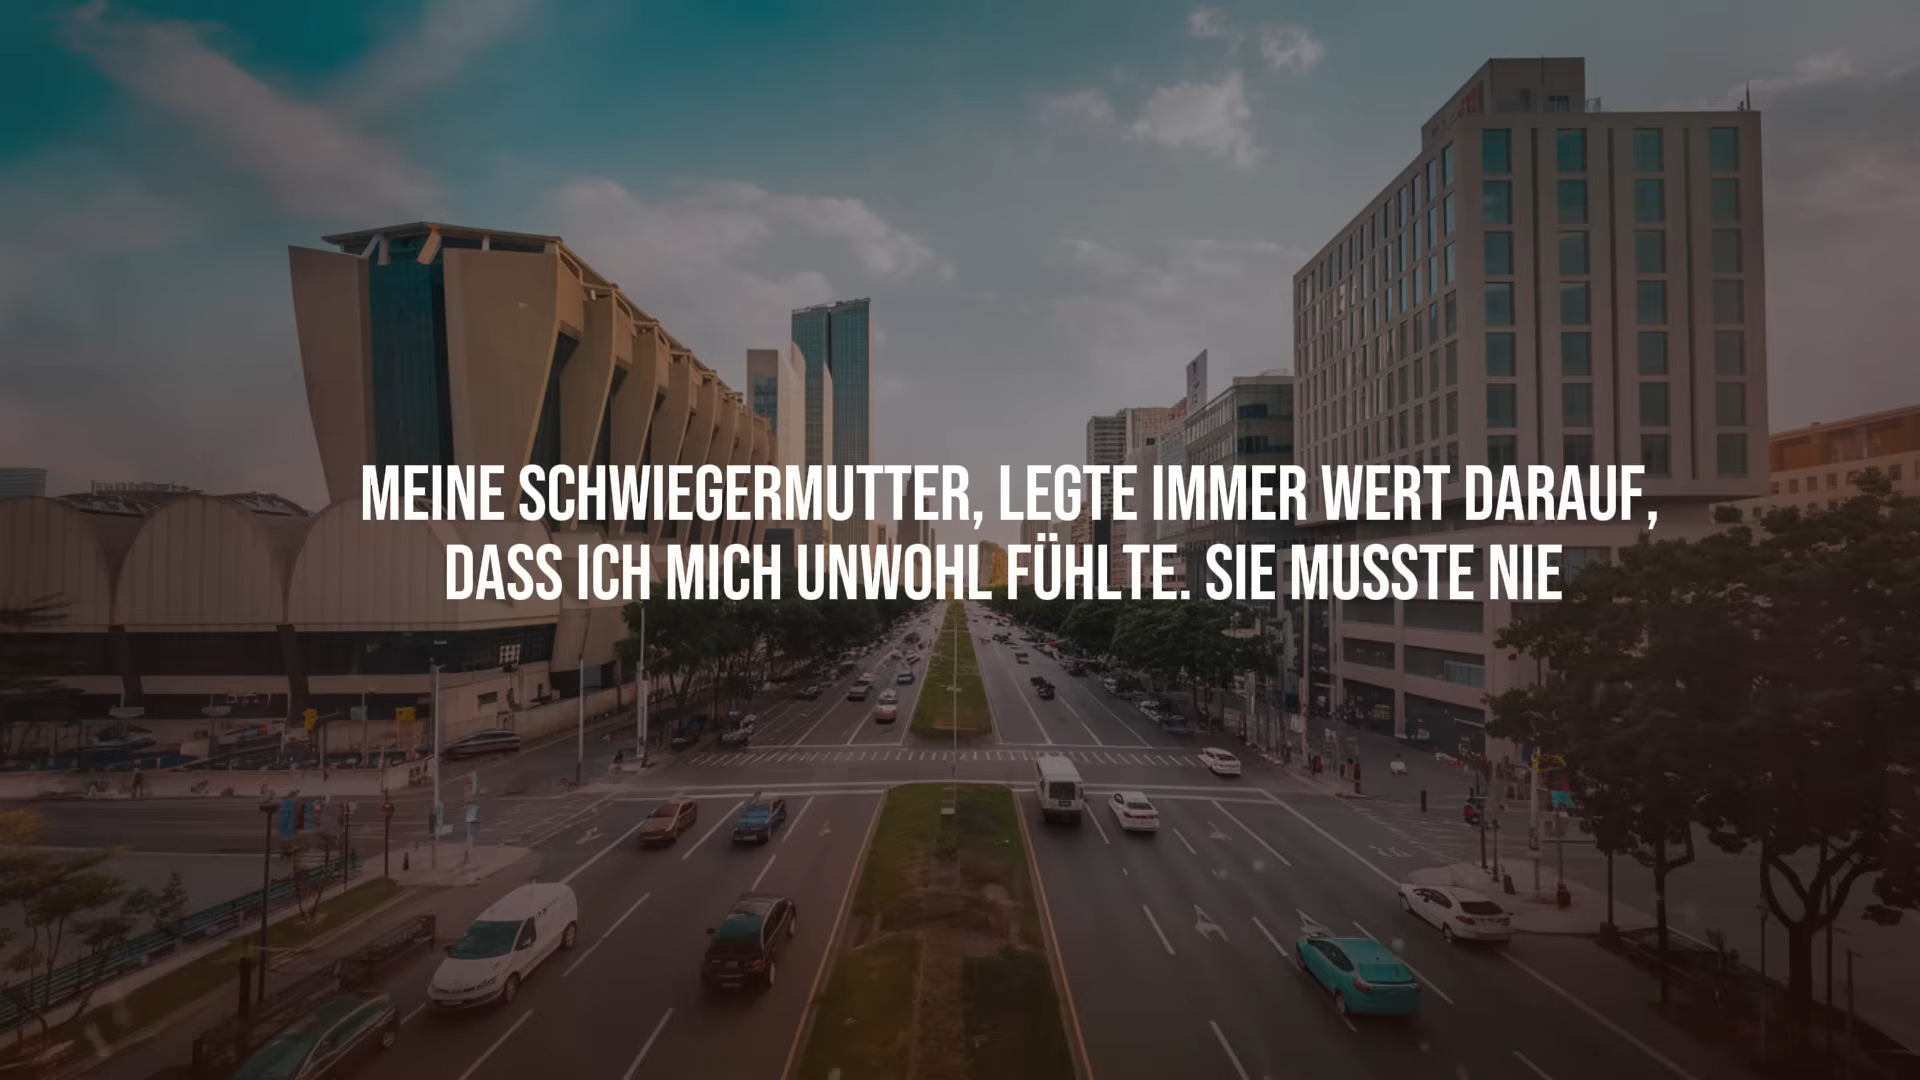 MEINE SCHWIEGERMUTTER, LEGTE IMMER WERT DARAUF,
DASS ICH MICH UNWOHL FÜHLTE. SIE MUSSTE NIE